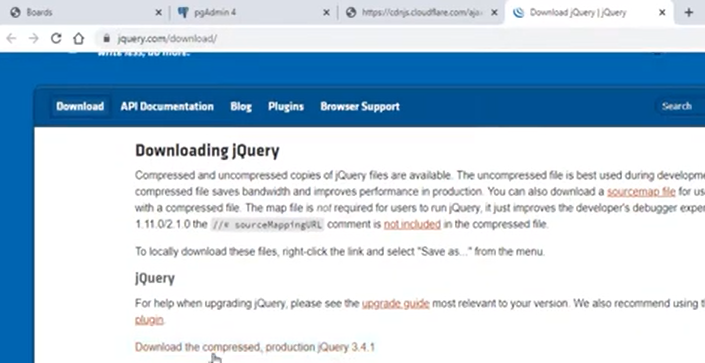 Boards
pgAdmin 4
https://cdnjs.cloudflare.com/ajax
Download jQuery | jQuery
jquery.com/download/
write less, do more.
Download API Documentation Blog Plugins Browser Support Search
Downloading jQuery
Compressed and uncompressed copies of jQuery files are available. The uncompressed file is best used during
compressed file saves bandwidth and improves performance in production. You can also download a sourcemap file for
with a compressed file. The map file is not required for users to run jQuery, it just improves the developer's debugger
1.11.0/2.1.0 the //# sourceMappingURL comment is not included in the compressed file.
To locally download these files, right-click the link and select "Save as..." from the menu.
jQuery
For help when upgrading jQuery, please see the upgrade guide most relevant to your version. We also recommend using
plugin.
Download the compressed, production jQuery 3.4.1